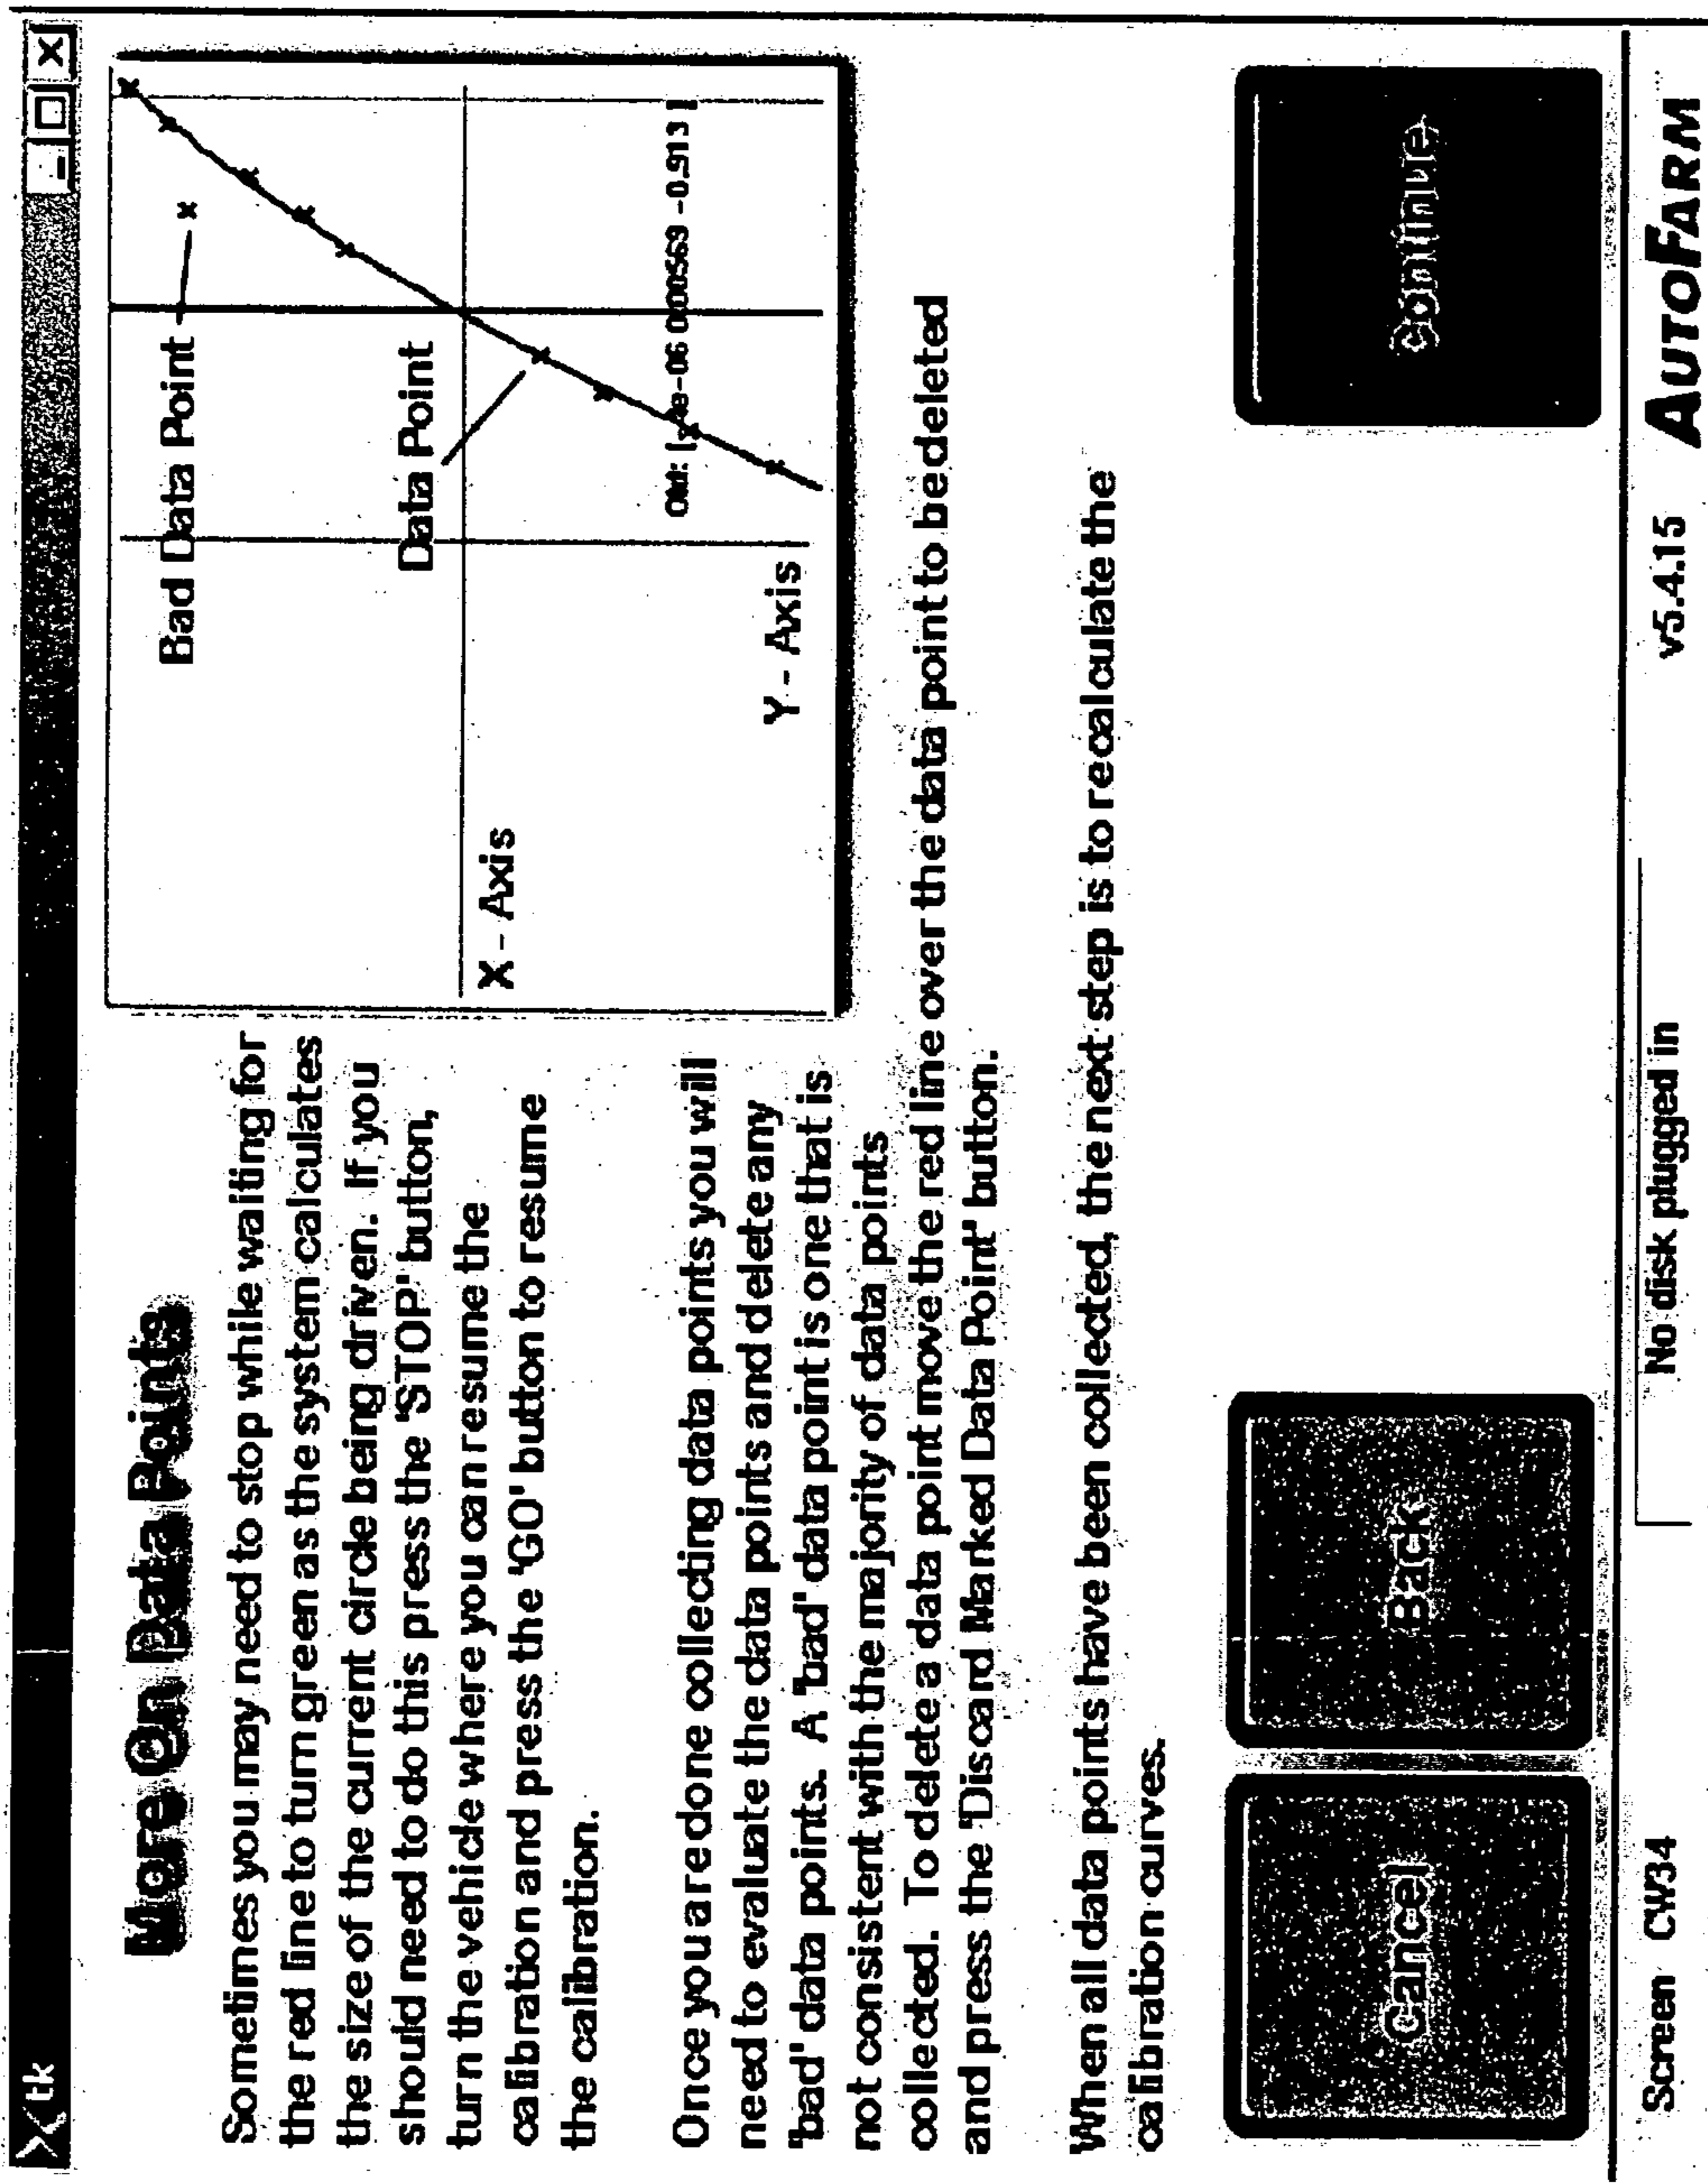 tk
More On Data Points
Sometimes you may need to stop while waiting for
the red line to turn green as the system calculates
the size of the current circle being driven. If you
should need to do this press the 'STOP' button,
turn the vehicle where you can resume the
calibration and press the 'GO' button to resume
the calibration.
Once you are done collecting data points you will
need to evaluate the data points and delete any
'bad' data points. A 'bad' data point is one that is
not consistent with the majority of data points
collected. To delete a data point move the red line over the data point to be deleted
and press the 'Discard Marked Data Point' button.
When all data points have been collected, the next step is to recalculate the
calibration curves.
Bad Data Point
Data Point
X - Axis
e-06 0.000569 -0.913 ]
Y - Axis
Cancel
Back
Continue
Screen CW34
No disk plugged in
v5.4.15
AUTOFARM